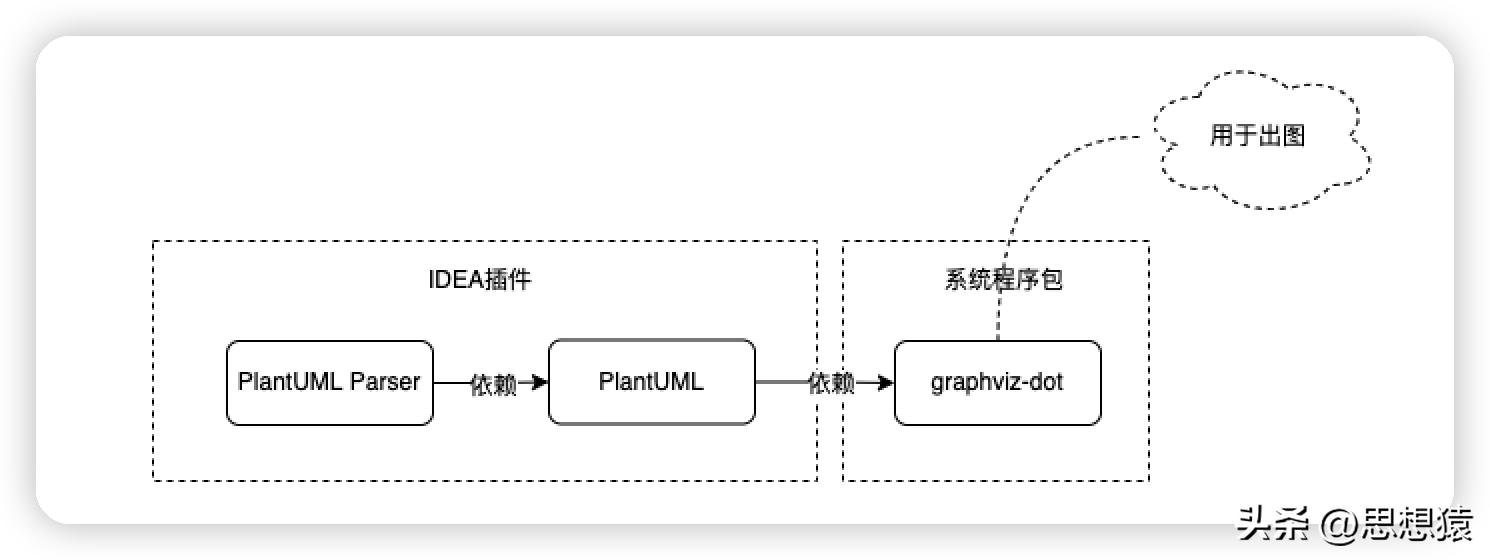 用于出图
IDEA插件
系统程序包
PlantUML Parser
依赖
PlantUML
依赖
graphviz-dot
头条 @思想猿